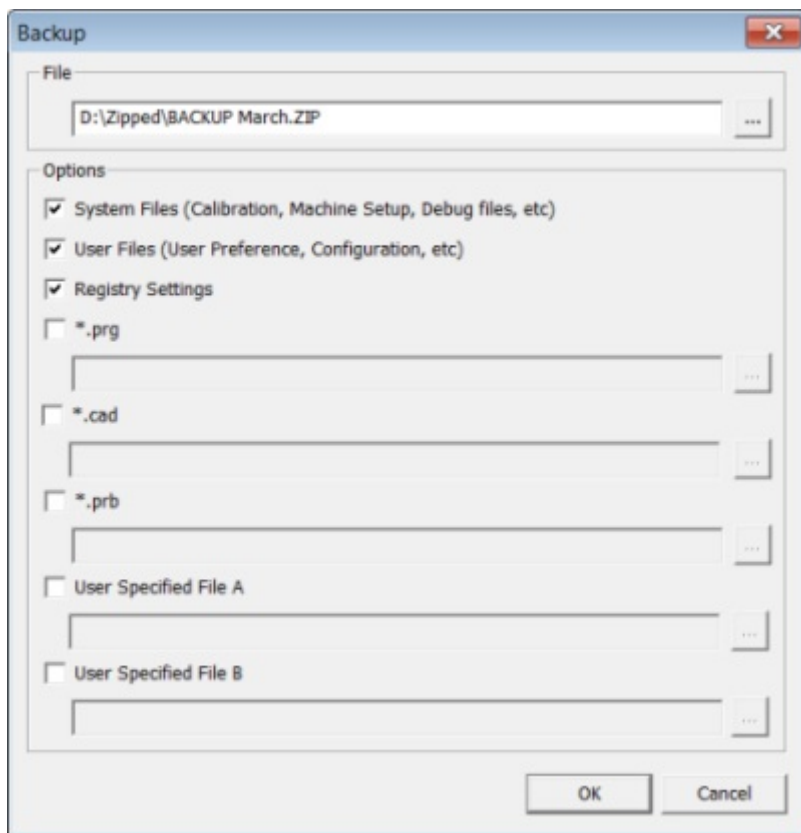 Backup
File
D:\Zipped\BACKUP March.ZIP
...
Options
System Files (Calibration, Machine Setup, Debug files, etc)
User Files (User Preference, Configuration, etc)
Registry Settings
*.prg
...
*.cad
...
*.prb
...
User Specified File A
...
User Specified File B
...
OK Cancel